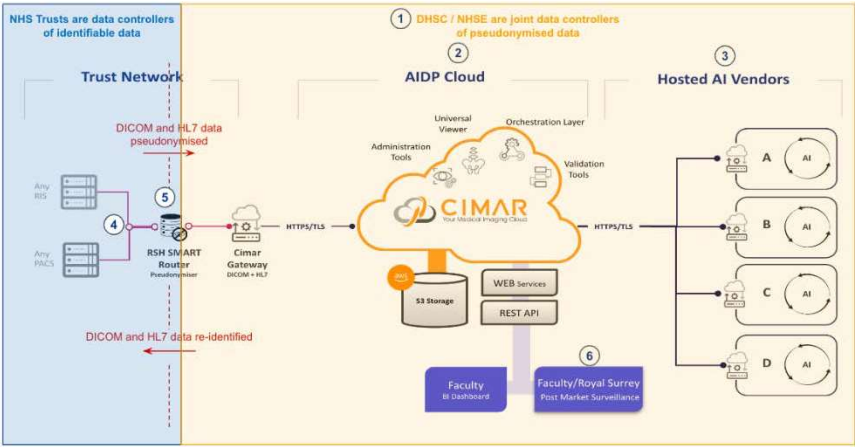 NHS Trusts are data controllers
of identifiable data
1 DHSC / NHSE are joint data controllers
of pseudonymised data
2
3
Trust Network
AIDP Cloud
Hosted AI Vendors
DICOM and HL7 data
pseudonymised
Universal
Viewer
Orchestration Layer
Administration
Tools
Validation
Tools
Any
RIS
Any
PACS
4
5
RSH SMART
Router
Pseudonymiser
Cimar
Gateway
DICOM + HL7
HTTPS/TLS
CIMAR
Your Medical Imaging Cloud
HTTPS/TLS
A
AI
B
AI
C
AI
D
AI
aws
S3 Storage
WEB Services
REST API
DICOM and HL7 data re-identified
6
Faculty
BI Dashboard
Faculty/Royal Surrey
Post Market Surveillance